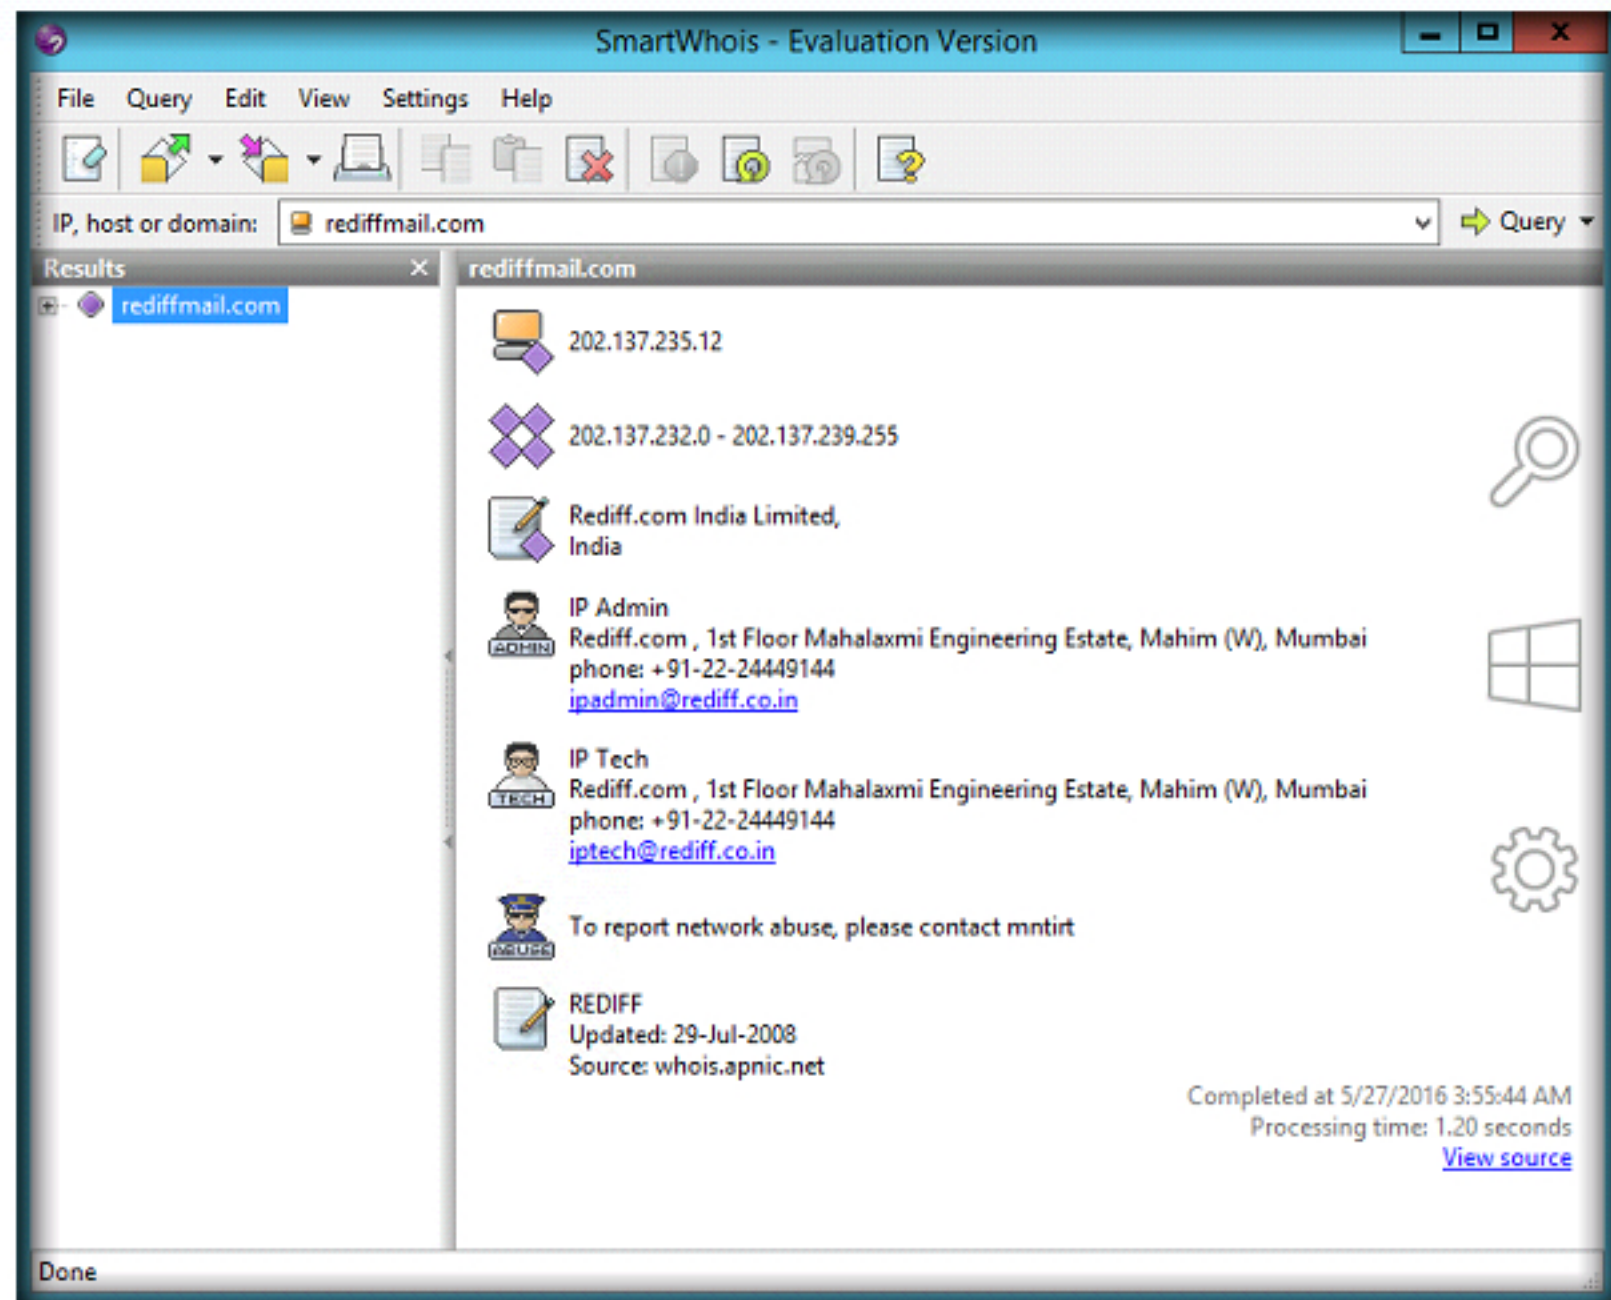 SmartWhois - Evaluation Version
File Query Edit View Settings Help
IP, host or domain: rediffmail.com Query
Results
rediffmail.com
rediffmail.com
202.137.235.12
202.137.232.0 - 202.137.239.255
Rediff.com India Limited,
India
ADMIN
IP Admin
Rediff.com , 1st Floor Mahalaxmi Engineering Estate, Mahim (W), Mumbai
phone: +91-22-24449144
ipadmin@rediff.co.in
TECH
IP Tech
Rediff.com , 1st Floor Mahalaxmi Engineering Estate, Mahim (W), Mumbai
phone: +91-22-24449144
iptech@rediff.co.in
ABUSE
To report network abuse, please contact mntirt
REDIFF
Updated: 29-Jul-2008
Source: whois.apnic.net
Completed at 5/27/2016 3:55:44 AM
Processing time: 1.20 seconds
View source
Done